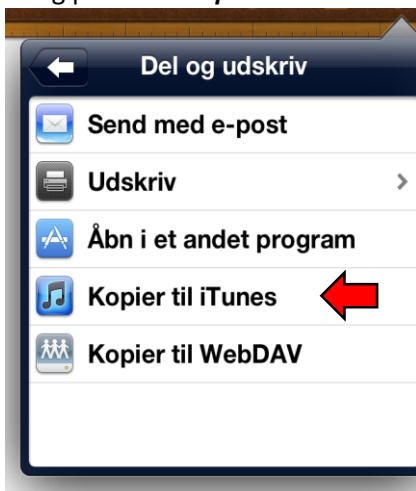 Del og udskriv
Send med e-post
Udskriv
Åbn i et andet program
Kopier til iTunes
Kopier til WebDAV